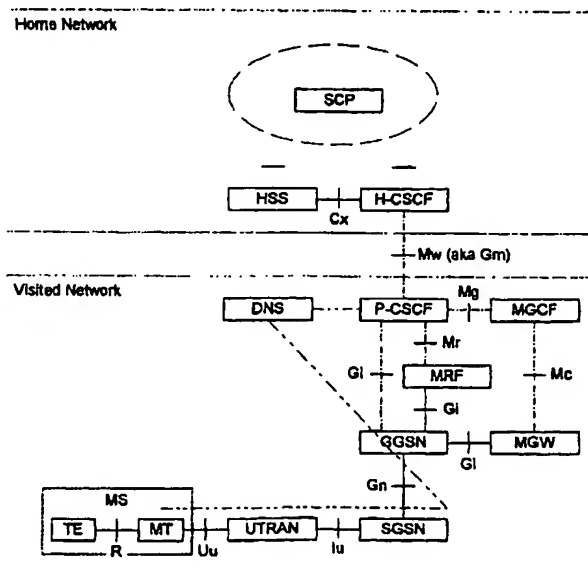 Home Network
SCP
HSS
H-CSCF
Cx
Mw (aka Gm)
Visited Network
DNS
P-CSCF
Mg
MGCF
Mr
Gi
MRF
Mc
Gi
GGSN
MGW
Gi
Gn
MS
TE
MT
UTRAN
SGSN
R
Uu
Iu